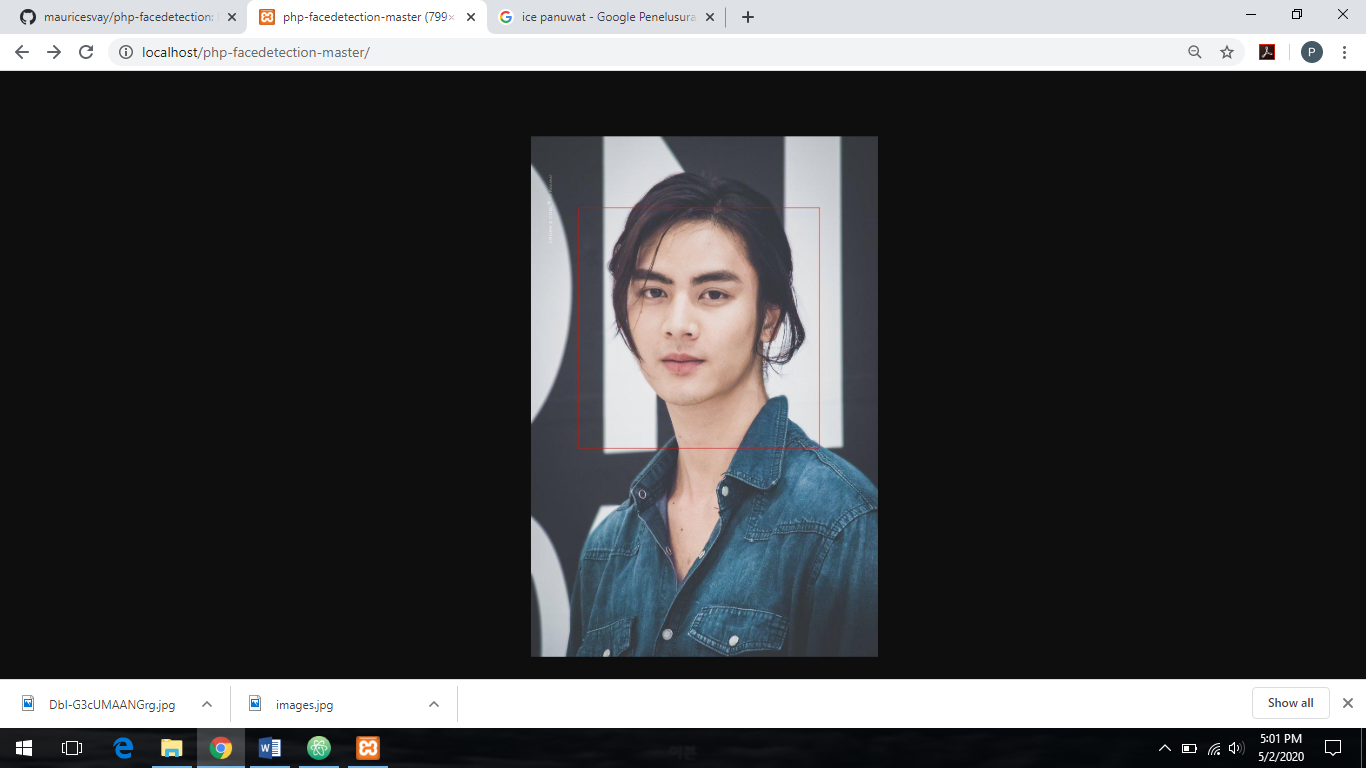 mauricesvay/php-facedetection:
php-facedetection-master (799×
ice panuwat - Google Penelusura
localhost/php-facedetection-master/
P
DbI-G3cUMAANGrg.jpg
images.jpg
Show all
5:01 PM
5/2/2020